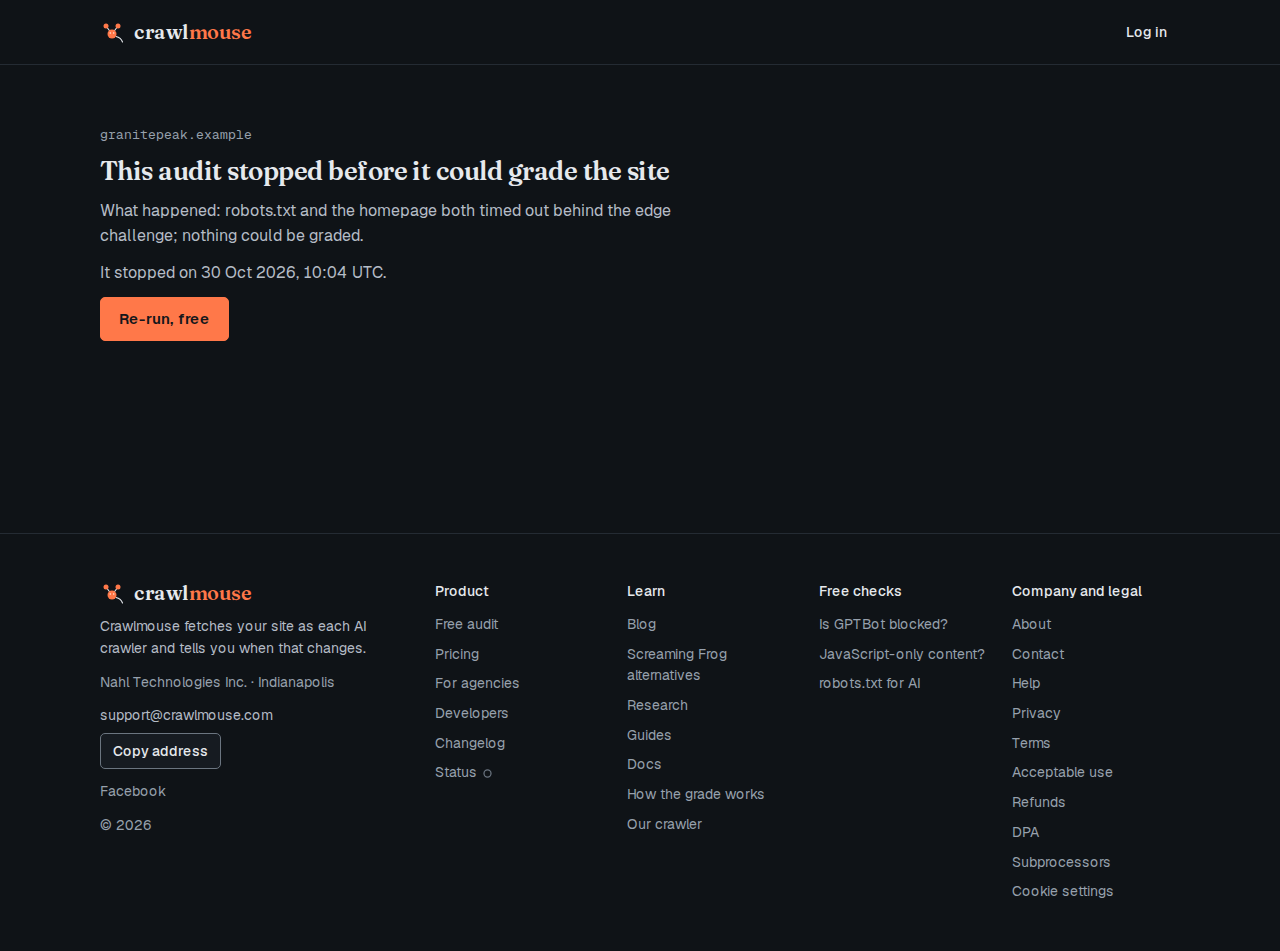 crawlmouse
Log in
granitepeak.example
This audit stopped before it could grade the site
What happened: robots.txt and the homepage both timed out behind the edge
challenge; nothing could be graded.
It stopped on 30 Oct 2026, 10:04 UTC.
Re-run, free
crawlmouse
Crawlmouse fetches your site as each AI
crawler and tells you when that changes.
Nahl Technologies Inc. · Indianapolis
support@crawlmouse.com
Copy address
Facebook
© 2026
Product
Free audit
Pricing
For agencies
Developers
Changelog
Status
Learn
Blog
Screaming Frog
alternatives
Research
Guides
Docs
How the grade works
Our crawler
Free checks
Is GPTBot blocked?
JavaScript-only content?
robots.txt for AI
Company and legal
About
Contact
Help
Privacy
Terms
Acceptable use
Refunds
DPA
Subprocessors
Cookie settings